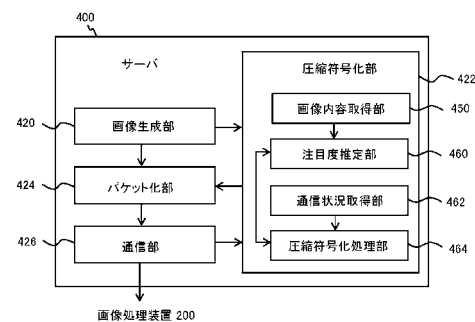 400
サーバ
圧縮符号化部
422
画像内容取得部
450
420
画像生成部
注目度推定部
460
424
パケット化部
通信状況取得部
462
426
通信部
圧縮符号化処理部
464
画像処理装置 200